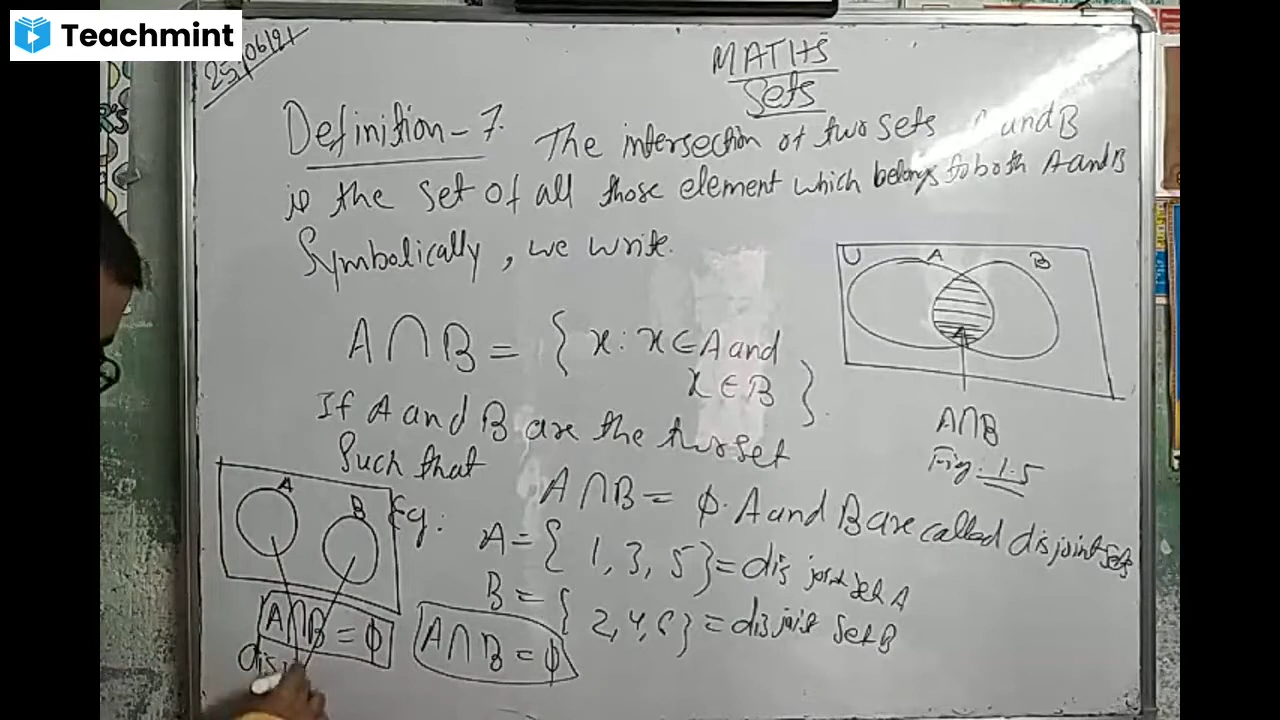 Teachmint
25/06/21
MATHS
Sets
Definition-7. The intersection of two sets A and B
is the set of all those element which belongs to both A and B
Symbolically, we write.
A∩B = { x : x ∈ A and
x ∈ B }.
U A B
A∩B
Fig: 1.5
If A and B are the two set
Such that
A∩B = ϕ. A and B are called disjoint sets
A B
Eg: A = { 1, 3, 5 } = disjoint set A
B = { 2, 4, 6 } = disjoint set B
A∩B = ϕ A∩B = ϕ